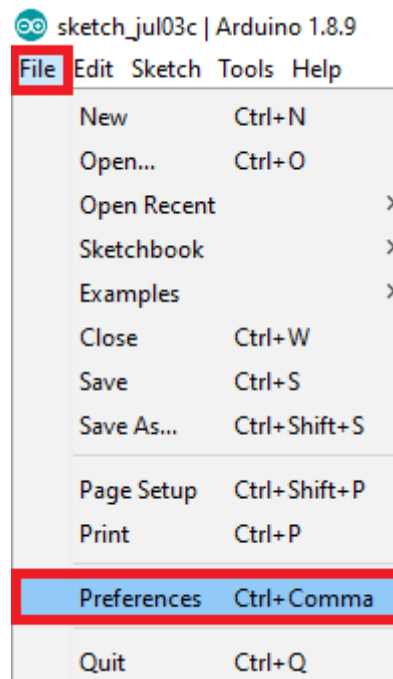 sketch_jul03c | Arduino 1.8.9
File Edit Sketch Tools Help
New Ctrl+N
Open... Ctrl+O
Open Recent
Sketchbook
Examples
Close Ctrl+W
Save Ctrl+S
Save As... Ctrl+Shift+S
Page Setup Ctrl+Shift+P
Print Ctrl+P
Preferences Ctrl+Comma
Quit Ctrl+Q